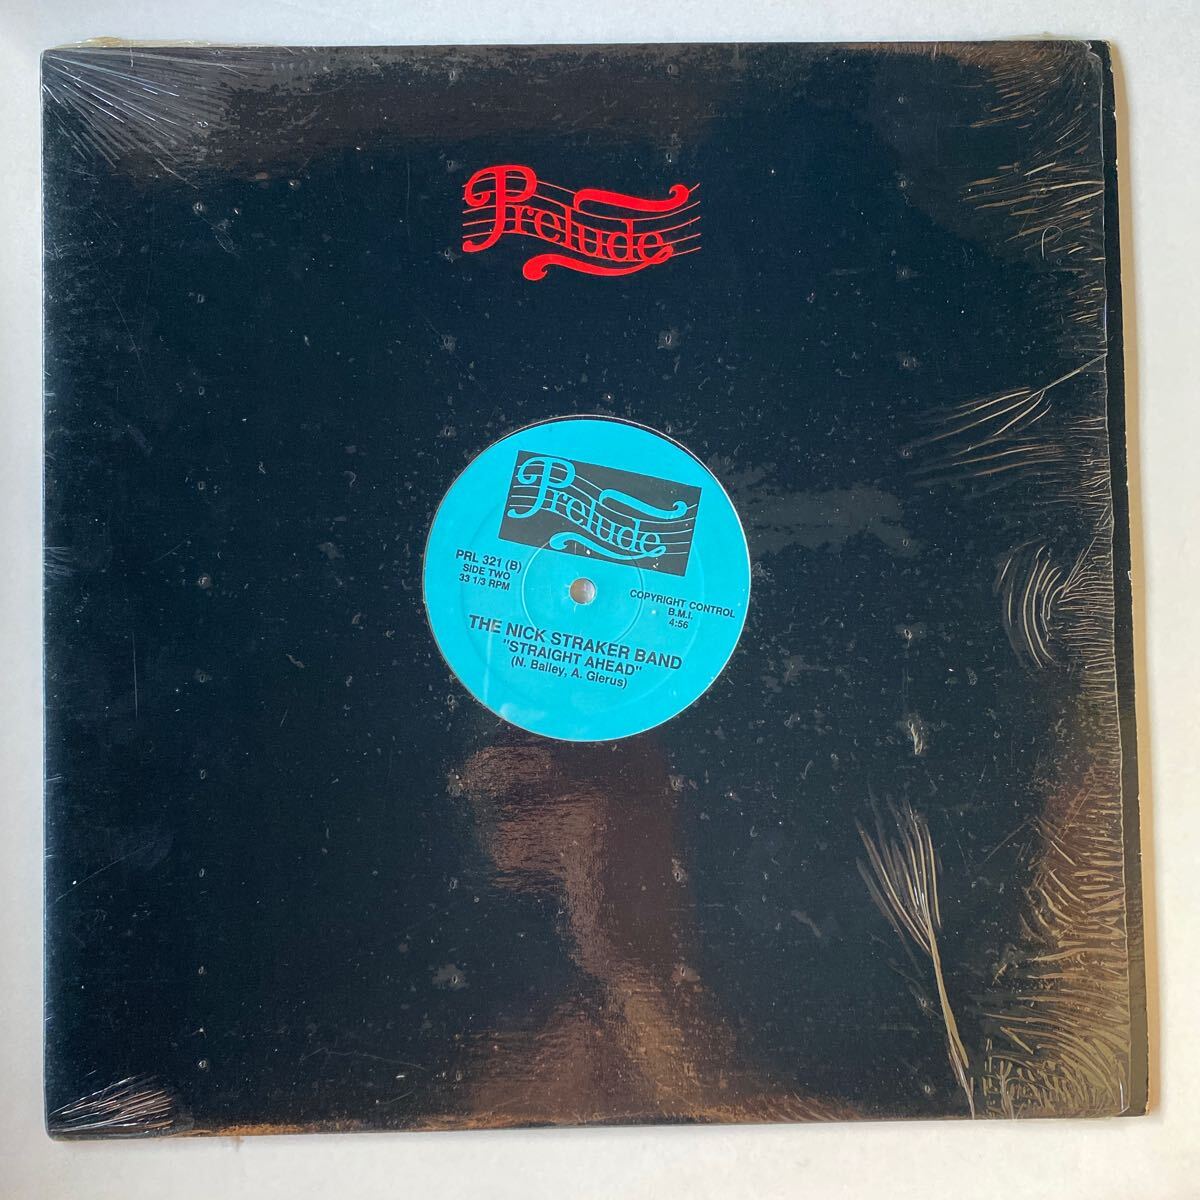 Prelude
Prelude
PRL 321 (B)
SIDE TWO
33 1/3 RPM
COPYRIGHT CONTROL
B.M.I.
4:56
THE NICK STRAKER BAND
"STRAIGHT AHEAD"
(N. Bailey, A. Gierus)